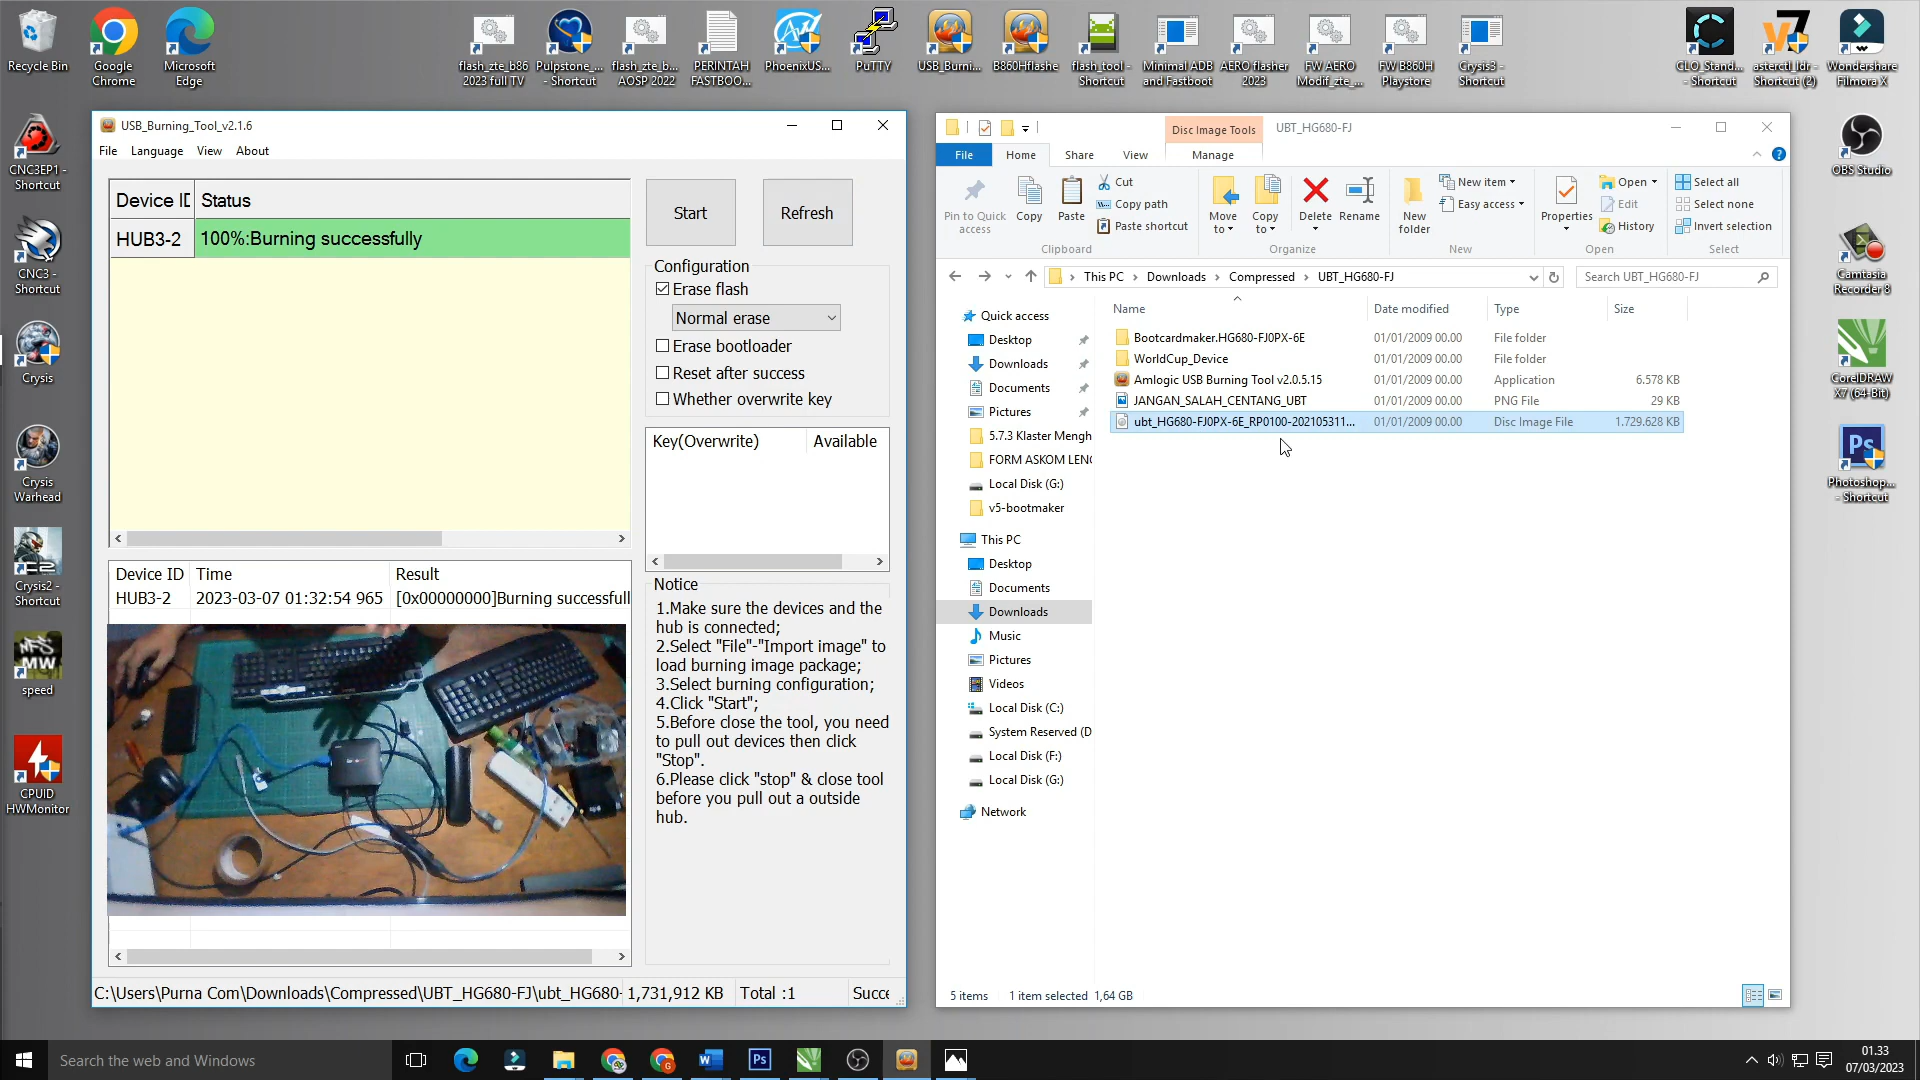 Recycle Bin
Google
Chrome
Microsoft
Edge
flash_zte_b86
2023 full TV
Pulpstone_...
- Shortcut
flash_zte_b...
AOSP 2022
PERINTAH
FASTBOO...
PhoenixUS...
PuTTY
USB_Burni...
B860Hflashe
flash_tool -
Shortcut
Minimal ADB
and Fastboot
AERO flasher
2023
FW AERO
Modif_zte_...
FW B860H
Playstore
Crysis3 -
Shortcut
CLO_Stand...
- Shortcut
asterctl_ldr -
Shortcut (2)
Wondershare
Filmora X
CNC3EP1 -
Shortcut
CNC3 -
Shortcut
Crysis
Crysis
Warhead
Crysis2 -
Shortcut
speed
CPUID
HWMonitor
OBS Studio
Camtasia
Recorder 8
CorelDRAW
X7 (64-Bit)
Photoshop...
- Shortcut
USB_Burning_Tool_v2.1.6
File Language View About
Device ID Status
HUB3-2 100%:Burning successfully
Start Refresh
Configuration
Erase flash
Normal erase
Erase bootloader
Reset after success
Whether overwrite key
Key(Overwrite) Available
Device ID Time Result
HUB3-2 2023-03-07 01:32:54 965 [0x00000000]Burning successfull
Notice
1.Make sure the devices and the
hub is connected;
2.Select "File"-"Import image" to
load burning image package;
3.Select burning configuration;
4.Click "Start";
5.Before close the tool, you need
to pull out devices then click
"Stop".
6.Please click "stop" & close tool
before you pull out a outside
hub.
C:\Users\Purna Com\Downloads\Compressed\UBT_HG680-FJ\ubt_HG680- 1,731,912 KB Total :1 Succe
Disc Image Tools UBT_HG680-FJ
File Home Share View Manage
Pin to Quick
access
Copy
Paste
Cut
Copy path
Paste shortcut
Clipboard
Move
to
Copy
to
Delete
Rename
Organize
New
folder
New item
Easy access
New
Properties
Open
Edit
History
Open
Select all
Select none
Invert selection
Select
This PC Downloads Compressed UBT_HG680-FJ Search UBT_HG680-FJ
Name Date modified Type Size
Bootcardmaker.HG680-FJ0PX-6E 01/01/2009 00.00 File folder
WorldCup_Device 01/01/2009 00.00 File folder
Amlogic USB Burning Tool v2.0.5.15 01/01/2009 00.00 Application 6.578 KB
JANGAN_SALAH_CENTANG_UBT 01/01/2009 00.00 PNG File 29 KB
ubt_HG680-FJ0PX-6E_RP0100-202105311... 01/01/2009 00.00 Disc Image File 1.729.628 KB
Quick access
Desktop
Downloads
Documents
Pictures
5.7.3 Klaster Mengh
FORM ASKOM LENG
Local Disk (G:)
v5-bootmaker
This PC
Desktop
Documents
Downloads
Music
Pictures
Videos
Local Disk (C:)
System Reserved (D
Local Disk (F:)
Local Disk (G:)
Network
5 items 1 item selected 1,64 GB
Search the web and Windows
01.33
07/03/2023